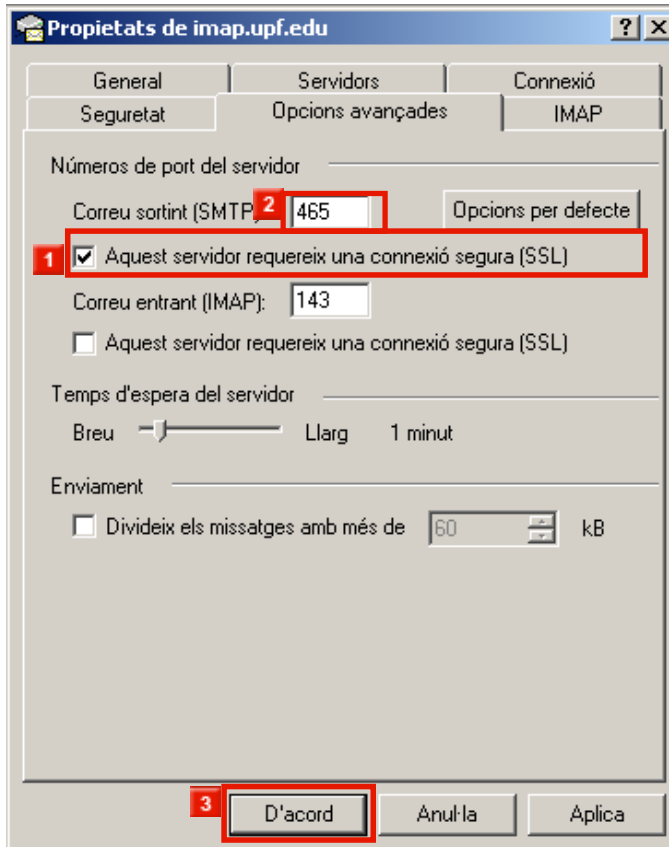 Propietats de imap.upf.edu
General Servidors Connexió
Seguretat Opcions avançades IMAP
Números de port del servidor
Correu sortint (SMTP) 2 465 Opcions per defecte
1 Aquest servidor requereix una connexió segura (SSL)
Correu entrant (IMAP): 143
Aquest servidor requereix una connexió segura (SSL)
Temps d'espera del servidor
Breu Llarg 1 minut
Enviament
Divideix els missatges amb més de 60 kB
3 D'acord Anul·la Aplica